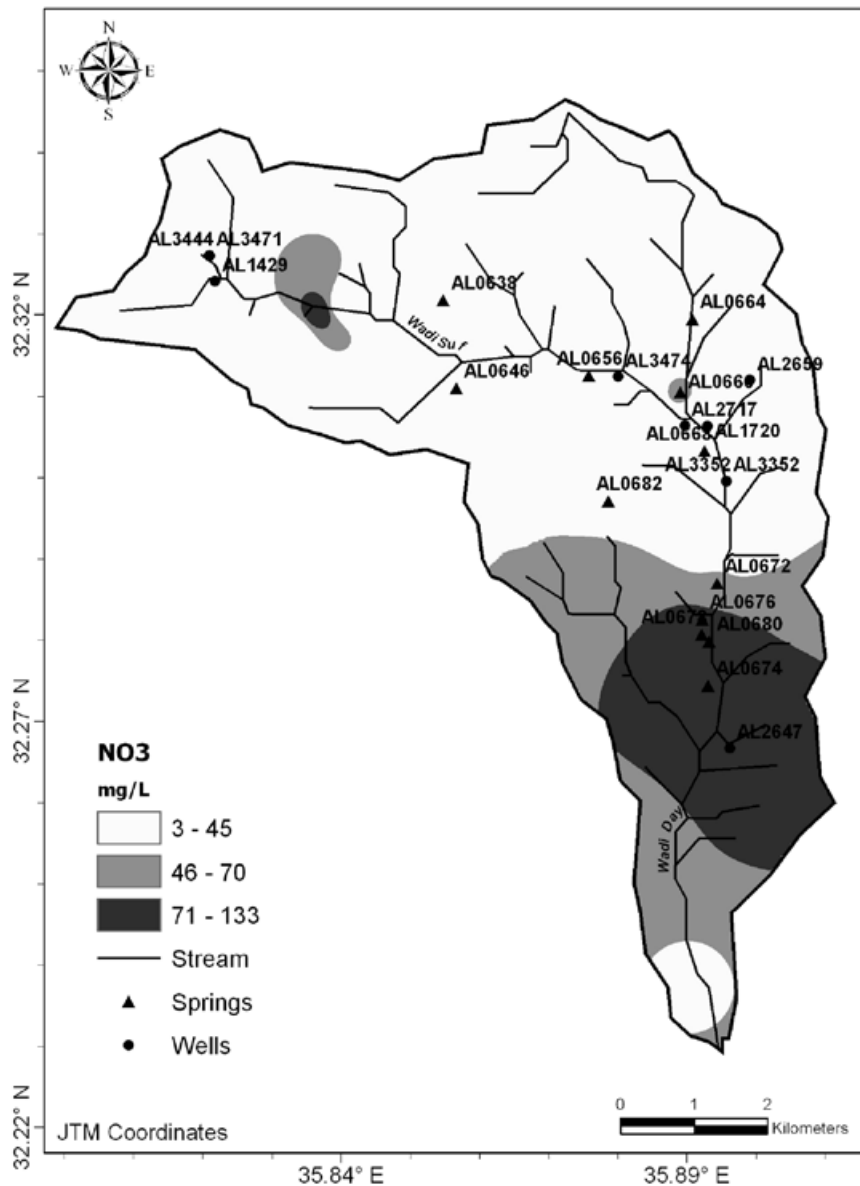 N
W E
S
AL3444 AL3471
AL1429
AL0638
AL0664
32.32° N
Wadi Suf
AL0656 AL3474
AL2659
AL0646
AL0660
AL2717
AL0668 AL1720
AL3352 AL3352
AL0682
AL0672
AL0676
AL0680
AL0674
32.27° N
AL2647
NO3
mg/L
3 - 45
46 - 70
71 - 133
Wadi Day
Stream
Springs
Wells
32.22° N
0 1 2
Kilometers
JTM Coordinates
35.84° E 35.89° E